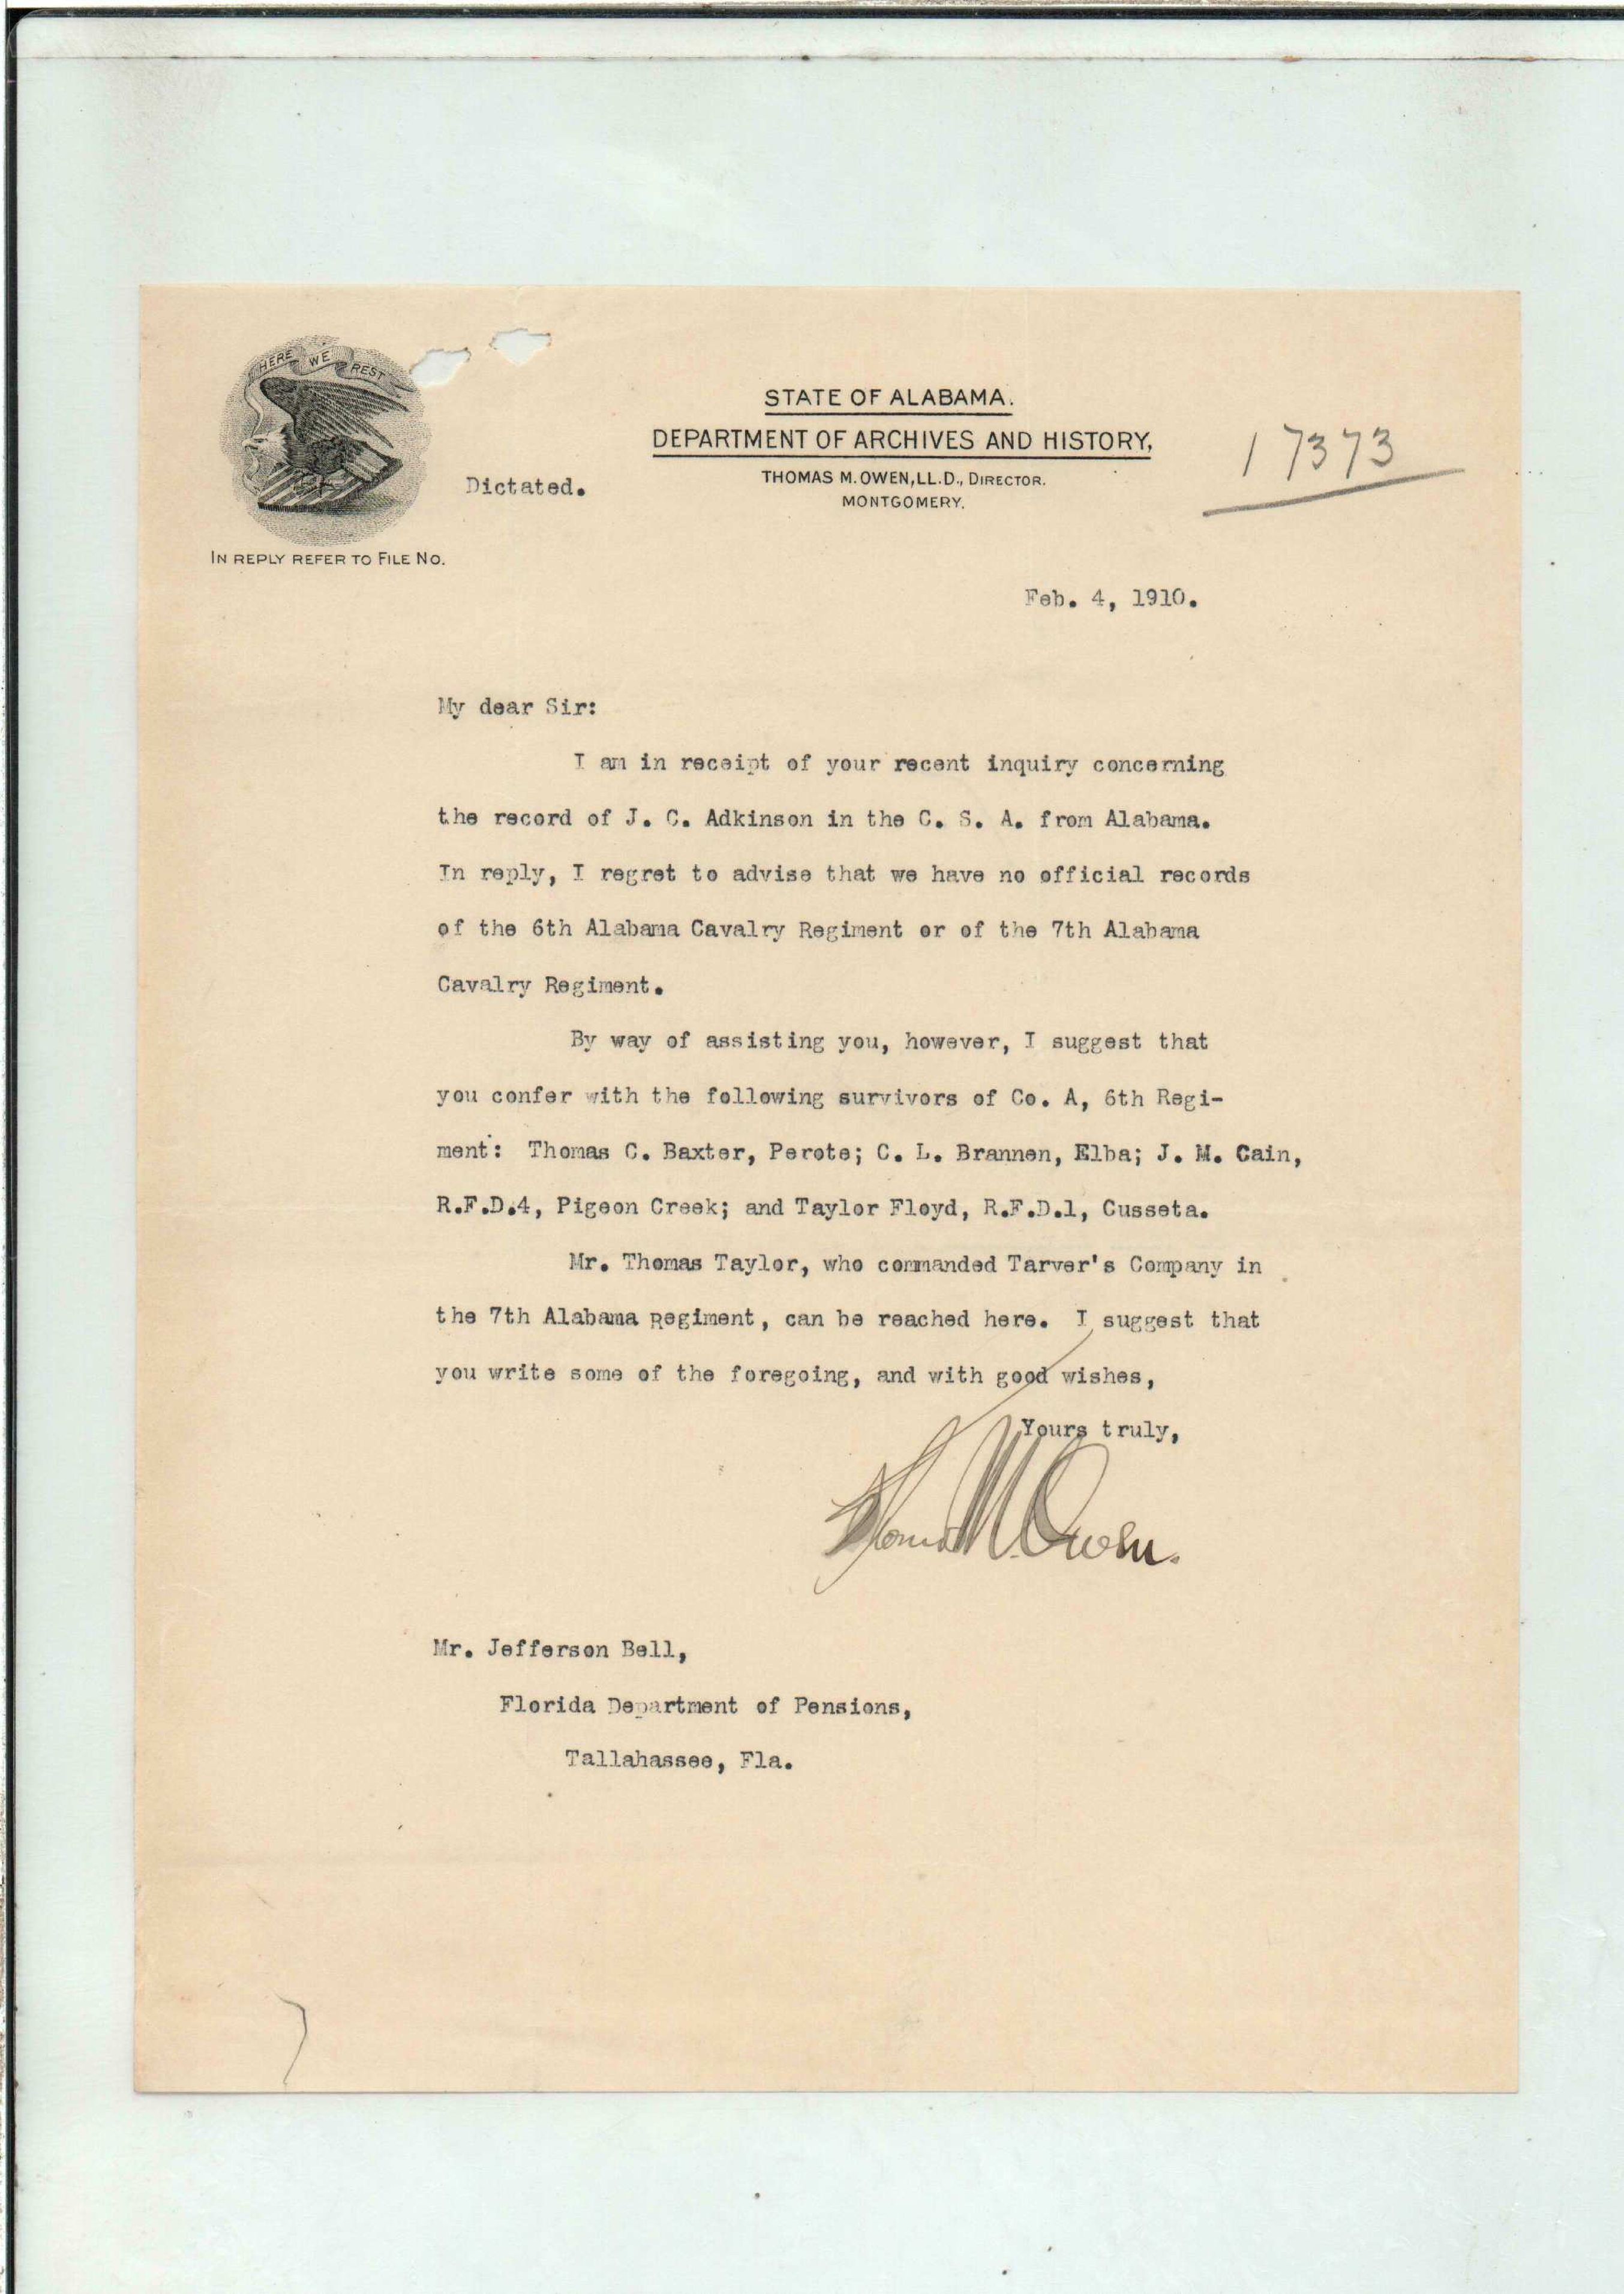 HERE WE REST
STATE OF ALABAMA.
DEPARTMENT OF ARCHIVES AND HISTORY,
THOMAS M. OWEN, LL.D., DIRECTOR.
MONTGOMERY.
17373
Dictated.
IN REPLY REFER TO FILE NO.
Feb. 4, 1910.
My dear Sir:
I am in receipt of your recent inquiry concerning
the record of J. C. Adkinson in the C. S. A. from Alabama.
In reply, I regret to advise that we have no official records
of the 6th Alabama Cavalry Regiment or of the 7th Alabama
Cavalry Regiment.
By way of assisting you, however, I suggest that
you confer with the following survivors of Co. A, 6th Regi-
ment: Thomas C. Baxter, Perote; C. L. Brannen, Elba; J. M. Cain,
R.F.D.4, Pigeon Creek; and Taylor Floyd, R.F.D.1, Cusseta.
Mr. Thomas Taylor, who commanded Tarver's Company in
the 7th Alabama Regiment, can be reached here. I suggest that
you write some of the foregoing, and with good wishes,
Yours truly,
Thomas M. Owen.
Mr. Jefferson Bell,
Florida Department of Pensions,
Tallahassee, Fla.